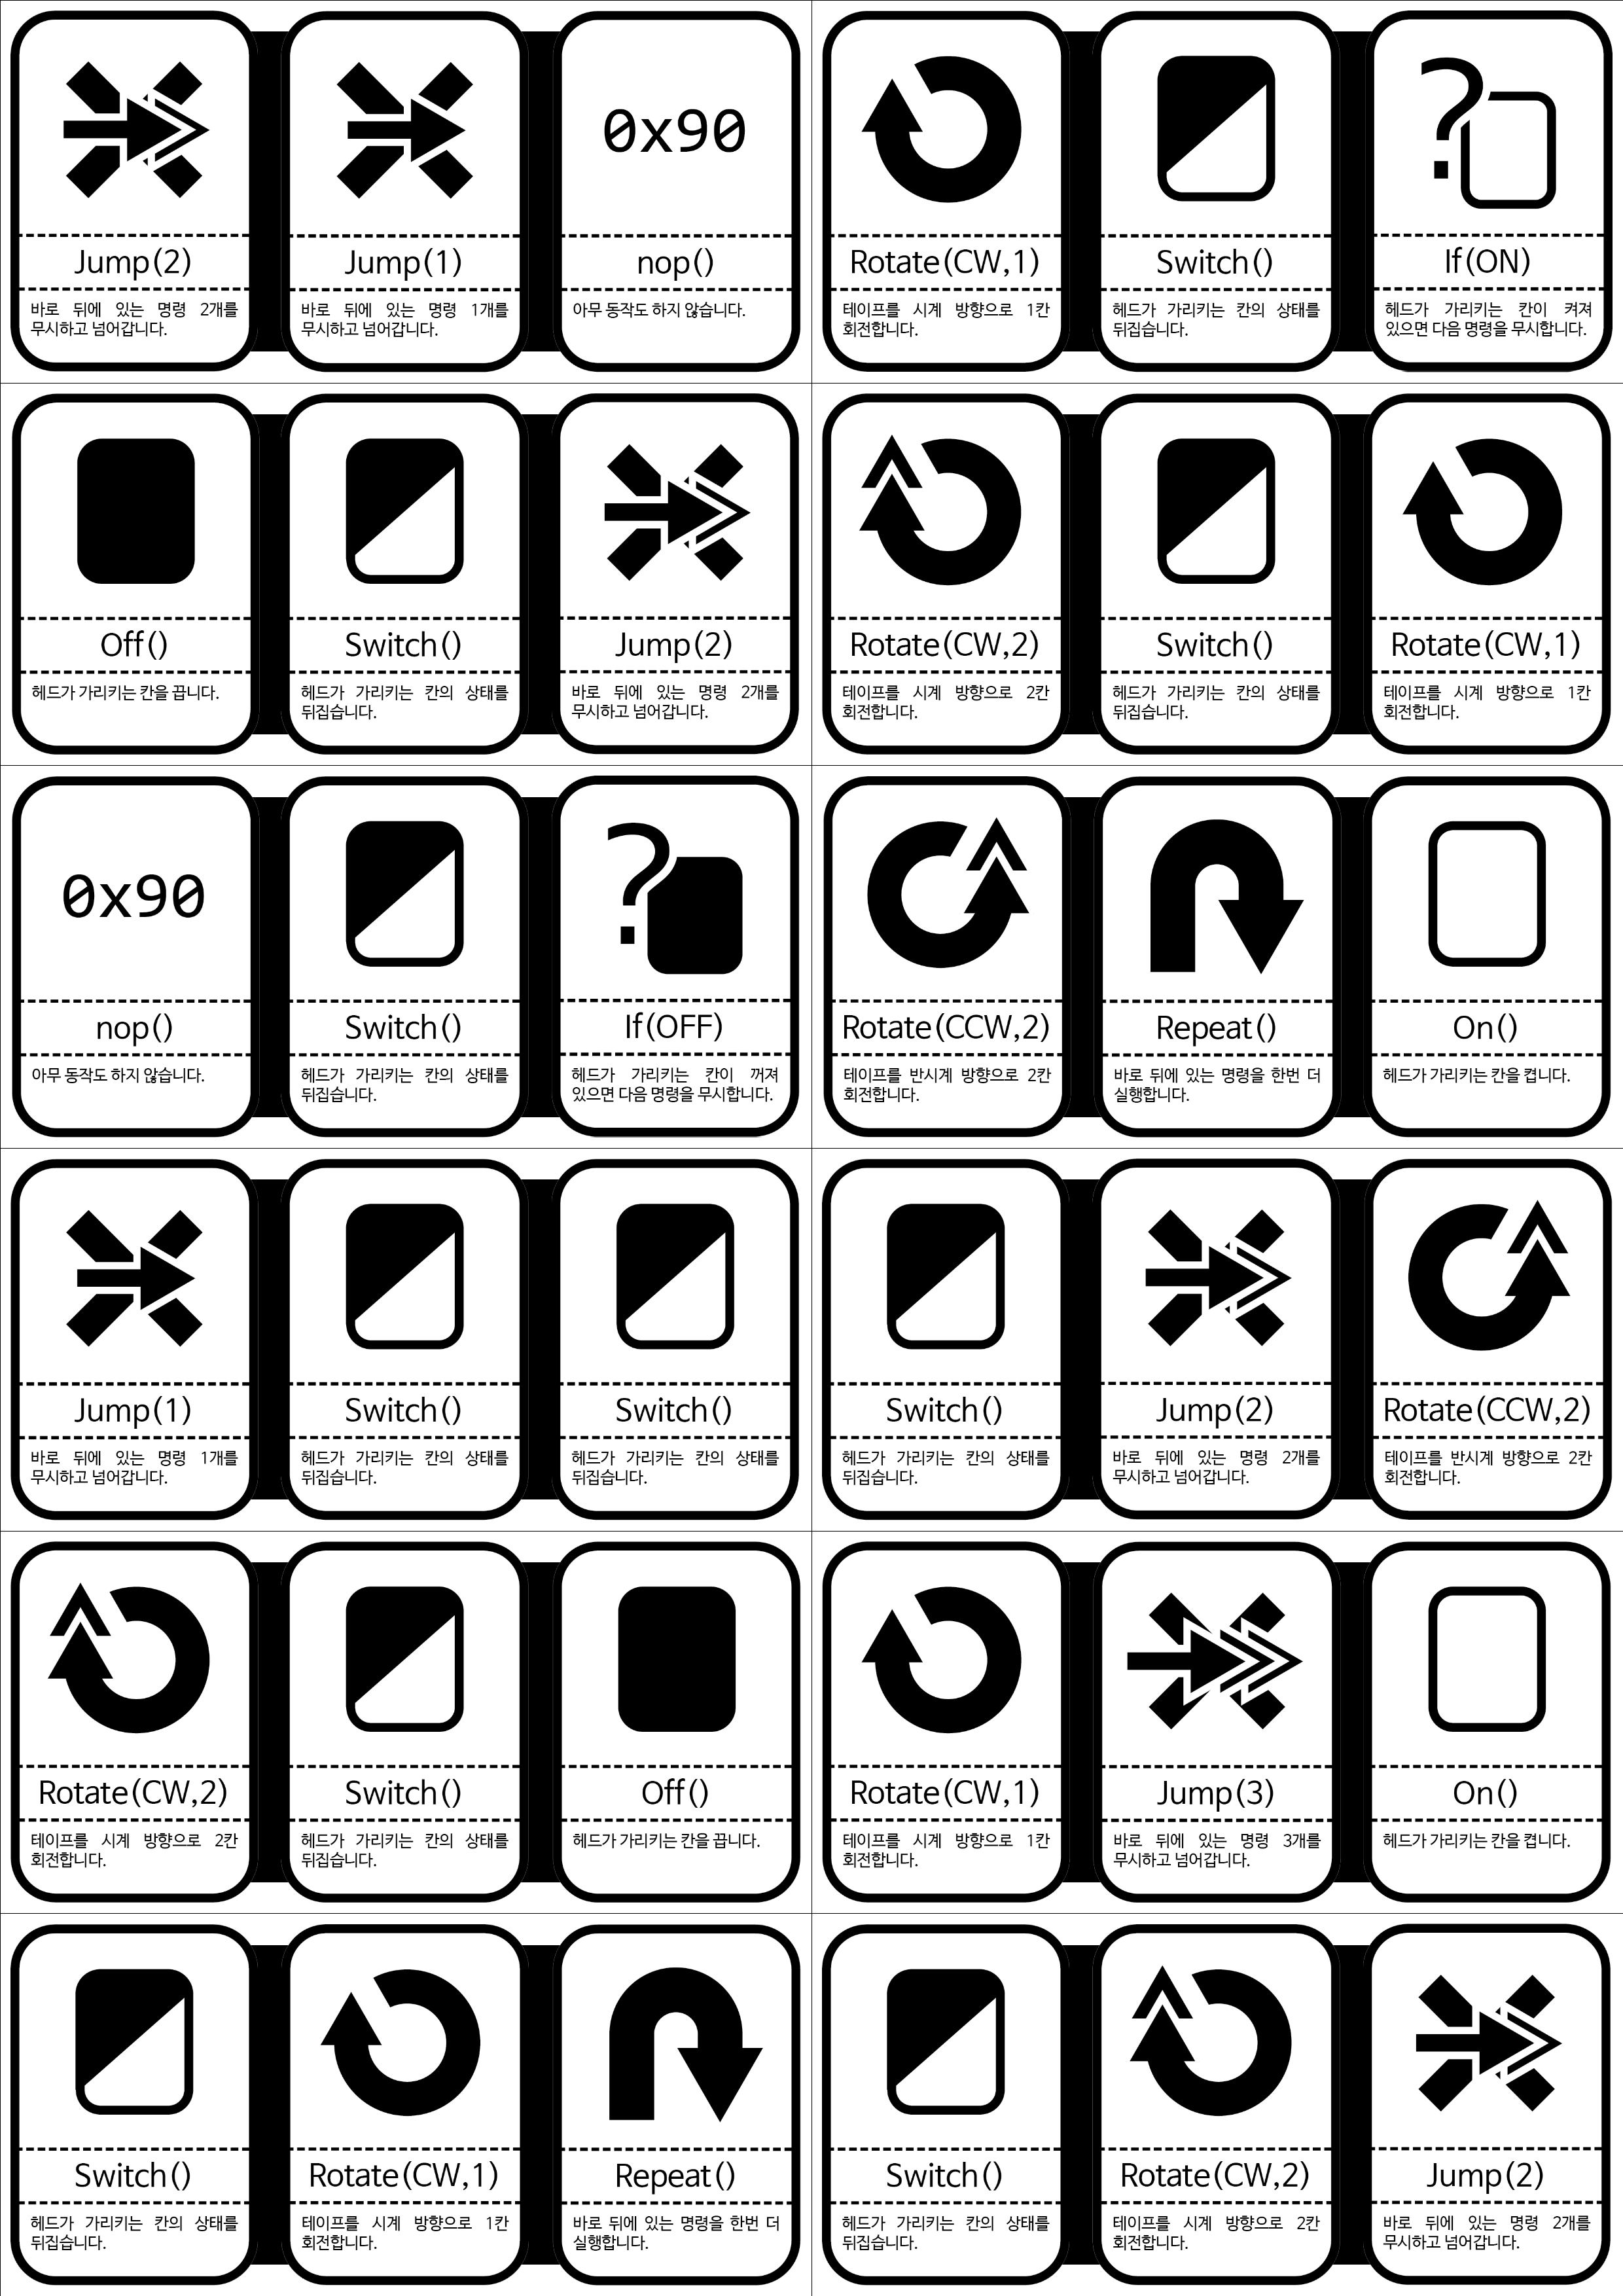 0x90
Jump(2)
바로 뒤에 있는 명령 2개를
무시하고 넘어갑니다.
Jump(1)
바로 뒤에 있는 명령 1개를
무시하고 넘어갑니다.
nop()
아무 동작도 하지 않습니다.
?
Rotate(CW,1)
테이프를 시계 방향으로 1칸
회전합니다.
Switch()
헤드가 가리키는 칸의 상태를
뒤집습니다.
If(ON)
헤드가 가리키는 칸이 켜져
있으면 다음 명령을 무시합니다.
Off()
헤드가 가리키는 칸을 끕니다.
Switch()
헤드가 가리키는 칸의 상태를
뒤집습니다.
Jump(2)
바로 뒤에 있는 명령 2개를
무시하고 넘어갑니다.
Rotate(CW,2)
테이프를 시계 방향으로 2칸
회전합니다.
Switch()
헤드가 가리키는 칸의 상태를
뒤집습니다.
Rotate(CW,1)
테이프를 시계 방향으로 1칸
회전합니다.
0x90
nop()
아무 동작도 하지 않습니다.
Switch()
헤드가 가리키는 칸의 상태를
뒤집습니다.
?
If(OFF)
헤드가 가리키는 칸이 꺼져
있으면 다음 명령을 무시합니다.
Rotate(CCW,2)
테이프를 반시계 방향으로 2칸
회전합니다.
Repeat()
바로 뒤에 있는 명령을 한번 더
실행합니다.
On()
헤드가 가리키는 칸을 켭니다.
Jump(1)
바로 뒤에 있는 명령 1개를
무시하고 넘어갑니다.
Switch()
헤드가 가리키는 칸의 상태를
뒤집습니다.
Switch()
헤드가 가리키는 칸의 상태를
뒤집습니다.
Switch()
헤드가 가리키는 칸의 상태를
뒤집습니다.
Jump(2)
바로 뒤에 있는 명령 2개를
무시하고 넘어갑니다.
Rotate(CCW,2)
테이프를 반시계 방향으로 2칸
회전합니다.
Rotate(CW,2)
테이프를 시계 방향으로 2칸
회전합니다.
Switch()
헤드가 가리키는 칸의 상태를
뒤집습니다.
Off()
헤드가 가리키는 칸을 끕니다.
Rotate(CW,1)
테이프를 시계 방향으로 1칸
회전합니다.
Jump(3)
바로 뒤에 있는 명령 3개를
무시하고 넘어갑니다.
On()
헤드가 가리키는 칸을 켭니다.
Switch()
헤드가 가리키는 칸의 상태를
뒤집습니다.
Rotate(CW,1)
테이프를 시계 방향으로 1칸
회전합니다.
Repeat()
바로 뒤에 있는 명령을 한번 더
실행합니다.
Switch()
헤드가 가리키는 칸의 상태를
뒤집습니다.
Rotate(CW,2)
테이프를 시계 방향으로 2칸
회전합니다.
Jump(2)
바로 뒤에 있는 명령 2개를
무시하고 넘어갑니다.